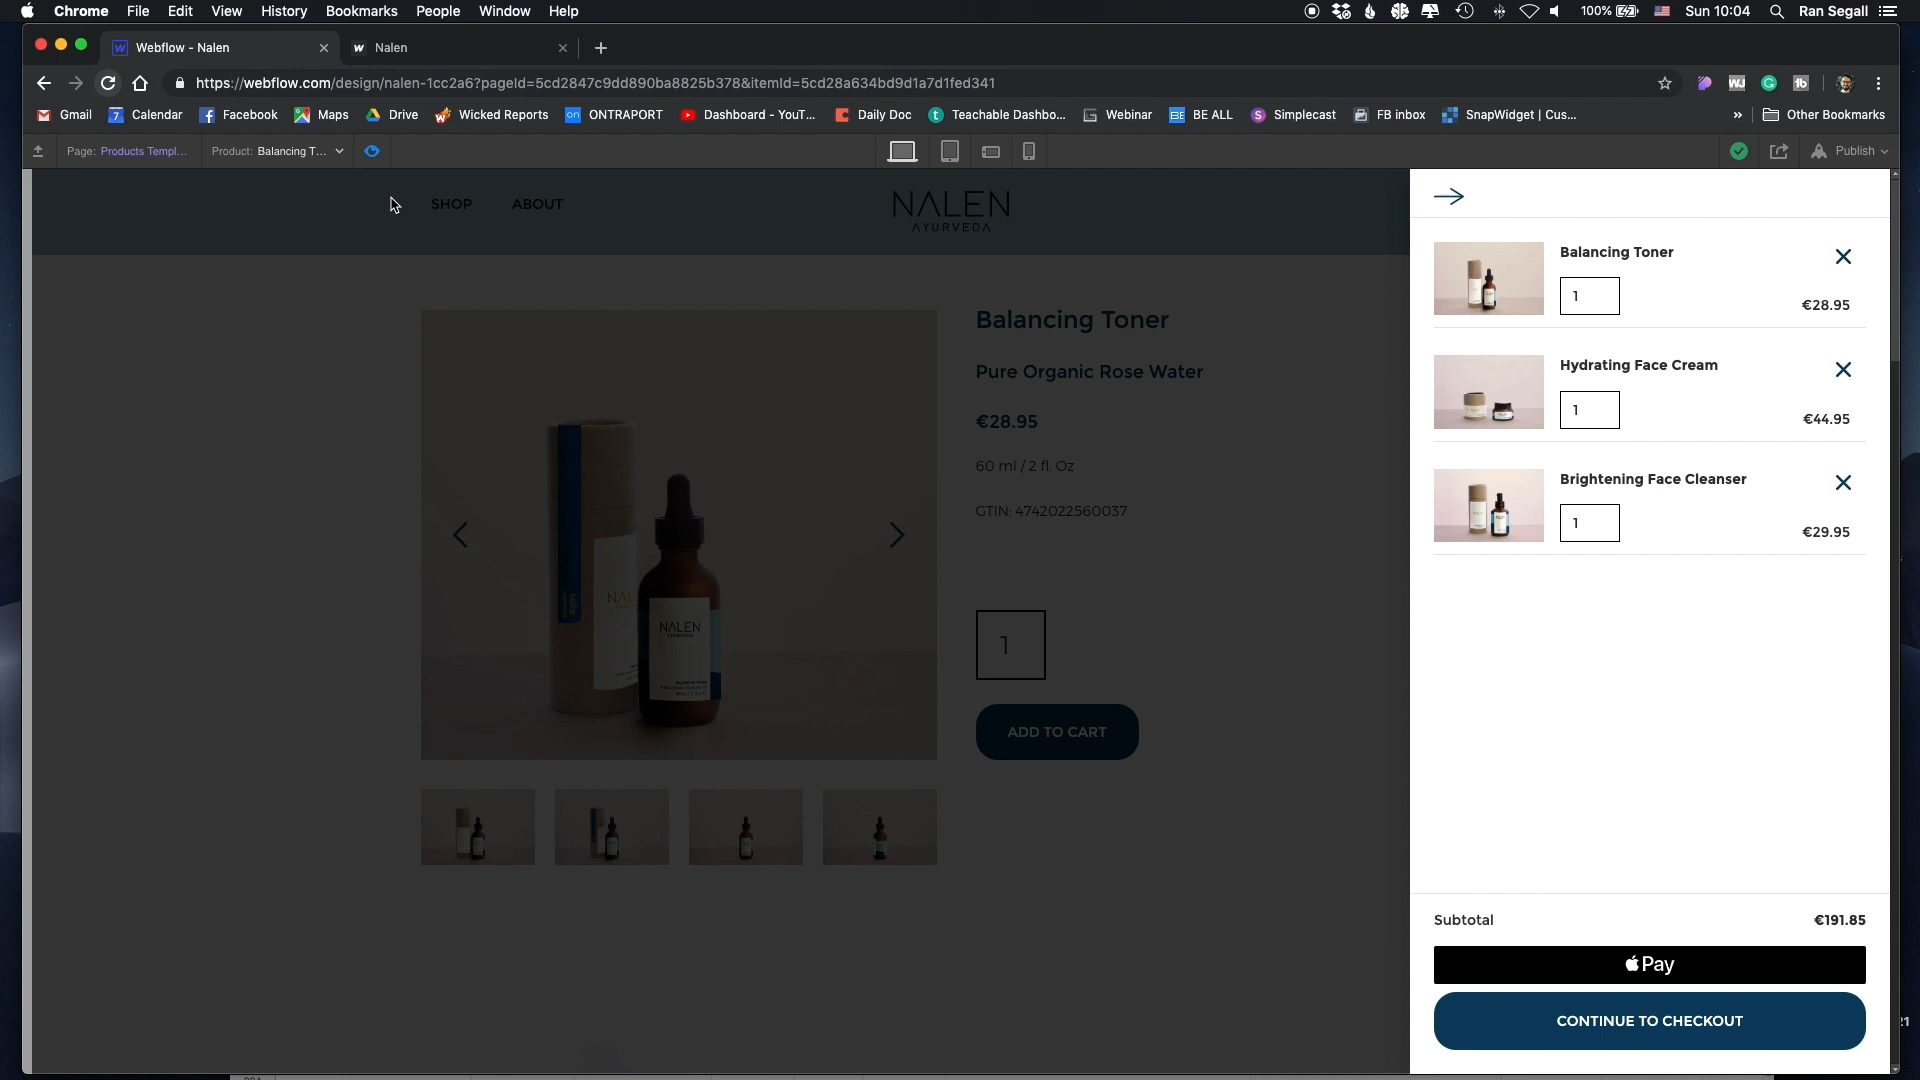 Chrome File Edit View History Bookmarks People Window Help 100% Sun 10:04 Ran Segall
Webflow - Nalen Nalen
https://webflow.com/design/nalen-1cc2a6?pageId=5cd2847c9dd890ba8825b378&itemId=5cd28a634bd9d1a7d1fed341
Gmail Calendar Facebook Maps Drive Wicked Reports ONTRAPORT Dashboard - YouT... Daily Doc Teachable Dashbo... Webinar BE ALL Simplecast FB inbox SnapWidget | Cus... » Other Bookmarks
Page: Products Templ... Product: Balancing T... Publish
SHOP ABOUT
NALEN
AYURVEDA
Balancing Toner
Pure Organic Rose Water
€28.95
60 ml / 2 fl. Oz
GTIN: 4742022560037
1
ADD TO CART
NALEN
Balancing Toner
1
€28.95
Hydrating Face Cream
1
€44.95
Brightening Face Cleanser
1
€29.95
Subtotal €191.85
Pay
CONTINUE TO CHECKOUT